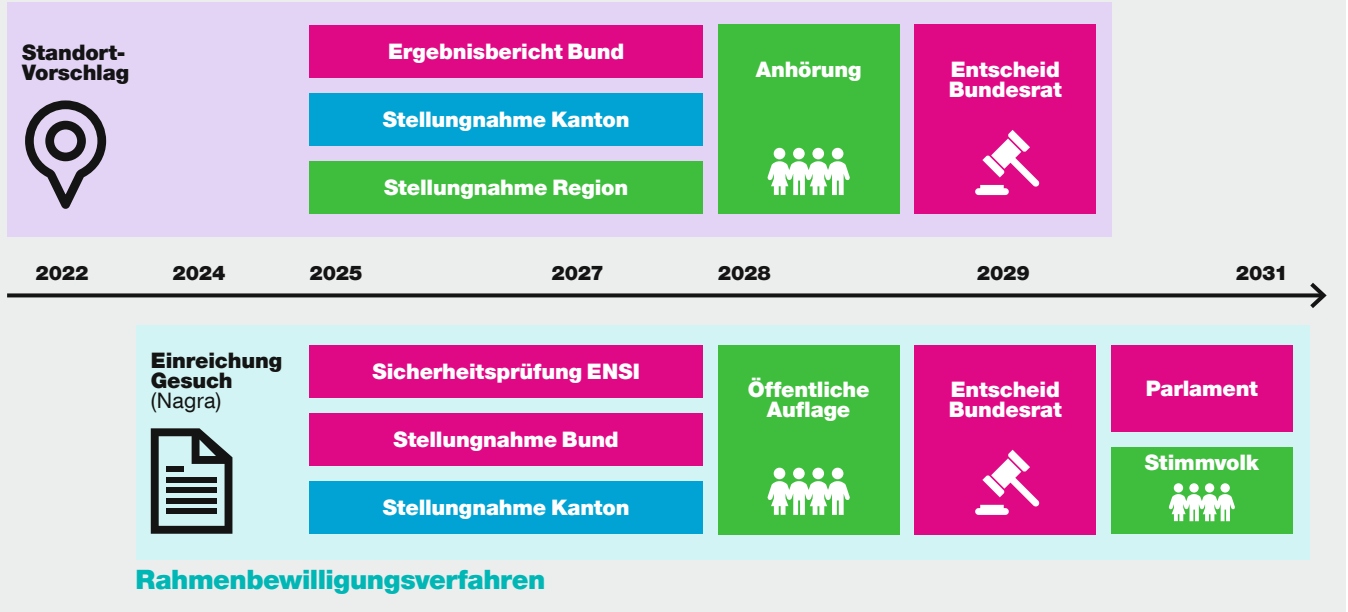 Standort-
Vorschlag
Ergebnisbericht Bund
Stellungnahme Kanton
Stellungnahme Region
Anhörung
Entscheid
Bundesrat
2022 2024 2025 2027 2028 2029 2031
Einreichung
Gesuch
(Nagra)
Sicherheitsprüfung ENSI
Stellungnahme Bund
Stellungnahme Kanton
Öffentliche
Auflage
Entscheid
Bundesrat
Parlament
Stimmvolk
Rahmenbewilligungsverfahren